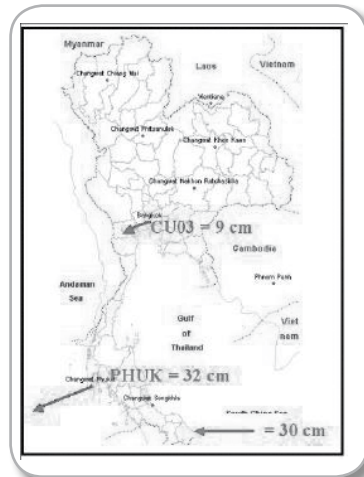 Myanmar
Laos
Vietnam
Changwat Chiang Mai
Vientiane
Changwat Phitsanulok
Changwat Khon Kaen
Changwat Nakhon Ratchasima
Bangkok
CU03 = 9 cm
Cambodia
Andaman
Sea
Phnom Penh
Gulf
of
Thailand
Viet
nam
Changwat
PHUK = 32 cm
Changwat Songkhla
South China Sea
= 30 cm